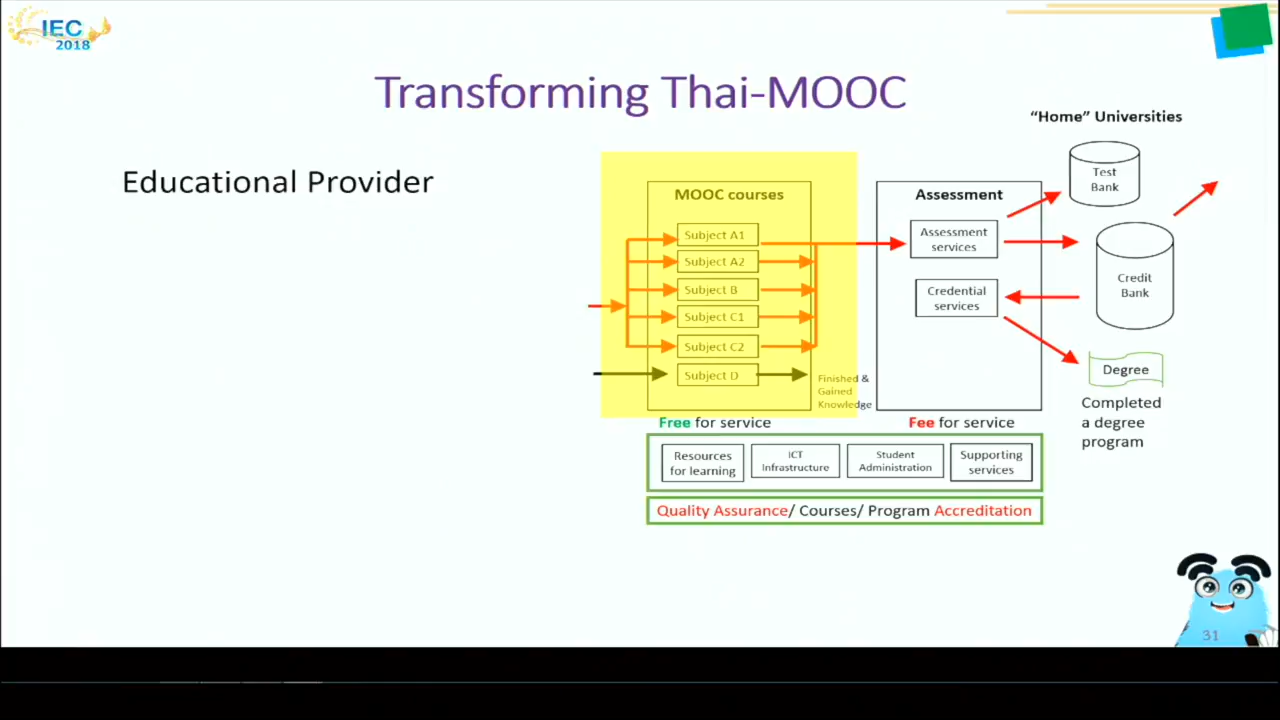 IEC
2018
Transforming Thai-MOOC
"Home" Universities
Educational Provider
MOOC courses
Subject A1
Subject A2
Subject B
Subject C1
Subject C2
Subject D
Finished &
Gained
Knowledge
Assessment
Assessment
services
Credential
services
Test
Bank
Credit
Bank
Degree
Completed
a degree
program
Free for service
Fee for service
Resources
for learning
ICT
Infrastructure
Student
Administration
Supporting
services
Quality Assurance/ Courses/ Program Accreditation
31